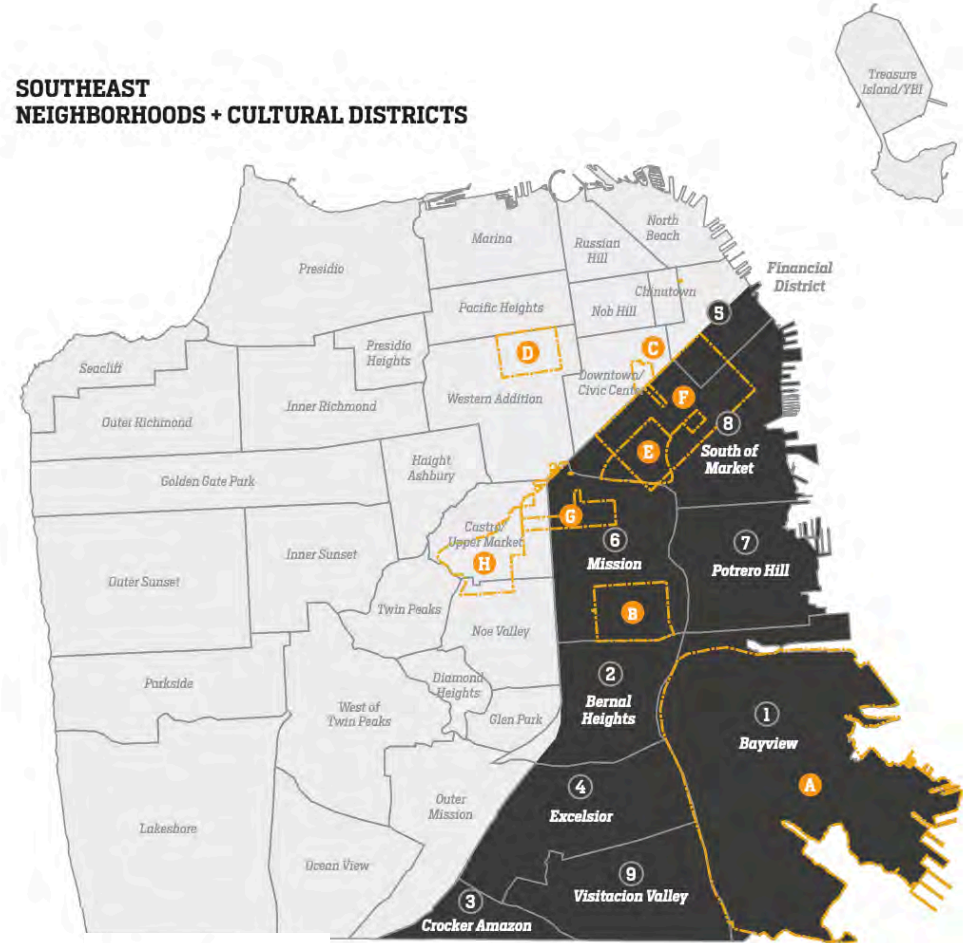 SOUTHEAST
NEIGHBORHOODS + CULTURAL DISTRICTS
Treasure
Island/YBI
North
Beach
Marina
Russian
Hill
Presidio
Financial
District
Chinatown
Pacific Heights
Nob Hill
5
D
C
Presidio
Heights
Seacliff
Downtown/
Civic Center
Western Addition
F
Inner Richmond
Outer Richmond
8
South of
Market
E
Haight
Ashbury
Golden Gate Park
G
Castro/
Upper Market
6
Mission
7
Potrero Hill
Inner Sunset
H
Outer Sunset
Twin Peaks
B
Noe Valley
2
Bernal
Heights
Diamond
Heights
Parkside
West of
Twin Peaks
Glen Park
1
Bayview
A
4
Excelsior
Outer
Mission
Lakeshore
Ocean View
9
Visitacion Valley
3
Crocker Amazon